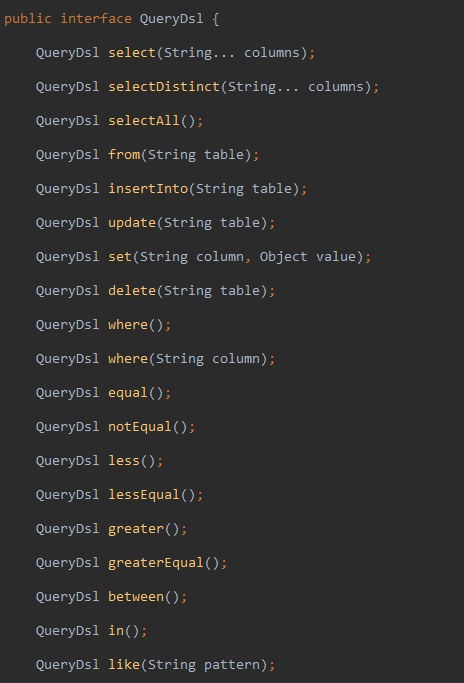 public interface QueryDsl {
QueryDsl select(String... columns);
QueryDsl selectDistinct(String... columns);
QueryDsl selectAll();
QueryDsl from(String table);
QueryDsl insertInto(String table);
QueryDsl update(String table);
QueryDsl set(String column, Object value);
QueryDsl delete(String table);
QueryDsl where();
QueryDsl where(String column);
QueryDsl equal();
QueryDsl notEqual();
QueryDsl less();
QueryDsl lessEqual();
QueryDsl greater();
QueryDsl greaterEqual();
QueryDsl between();
QueryDsl in();
QueryDsl like(String pattern);